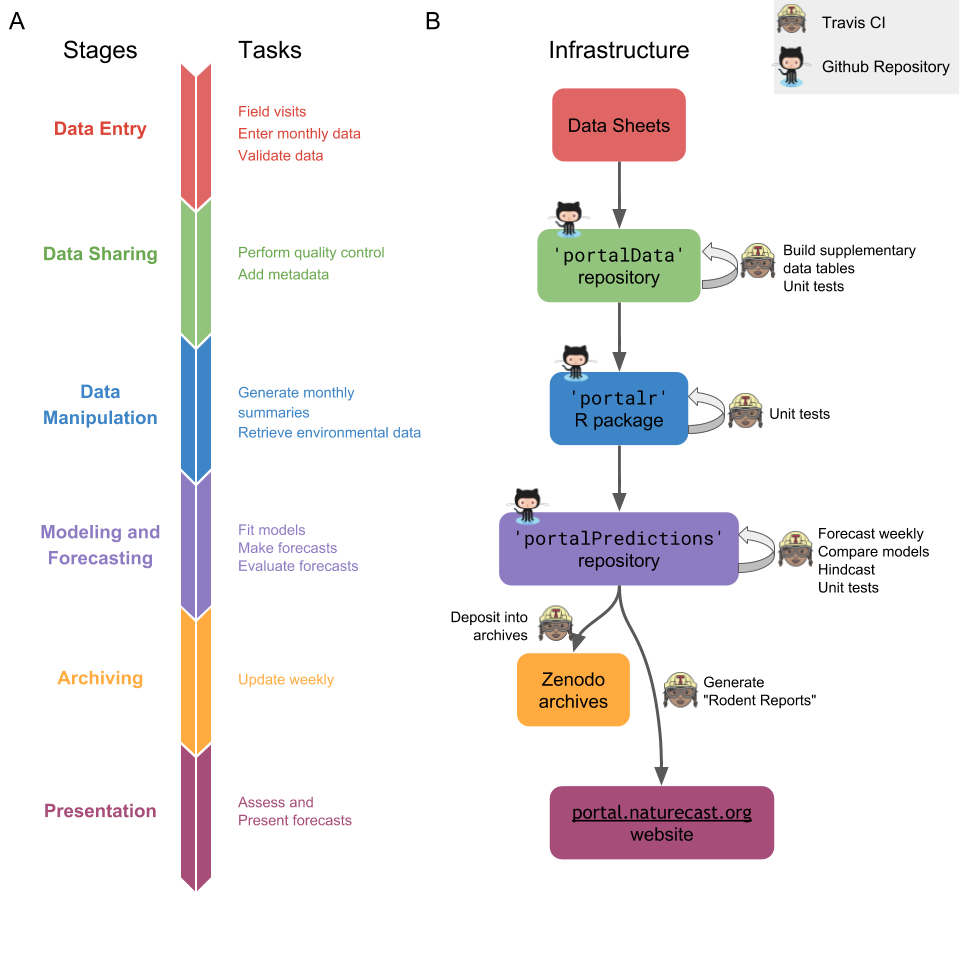 A
Stages
Tasks
Data Entry
Field visits
Enter monthly data
Validate data
Data Sharing
Perform quality control
Add metadata
Data
Manipulation
Generate monthly
summaries
Retrieve environmental data
Modeling and
Forecasting
Fit models
Make forecasts
Evaluate forecasts
Archiving
Update weekly
Presentation
Assess and
Present forecasts
B
Infrastructure
Travis CI
Github Repository
Data Sheets
'portalData'
repository
Build supplementary
data tables
Unit tests
'portalr'
R package
Unit tests
'portalPredictions'
repository
Forecast weekly
Compare models
Hindcast
Unit tests
Deposit into
archives
Zenodo
archives
Generate
"Rodent Reports"
portal.naturecast.org
website